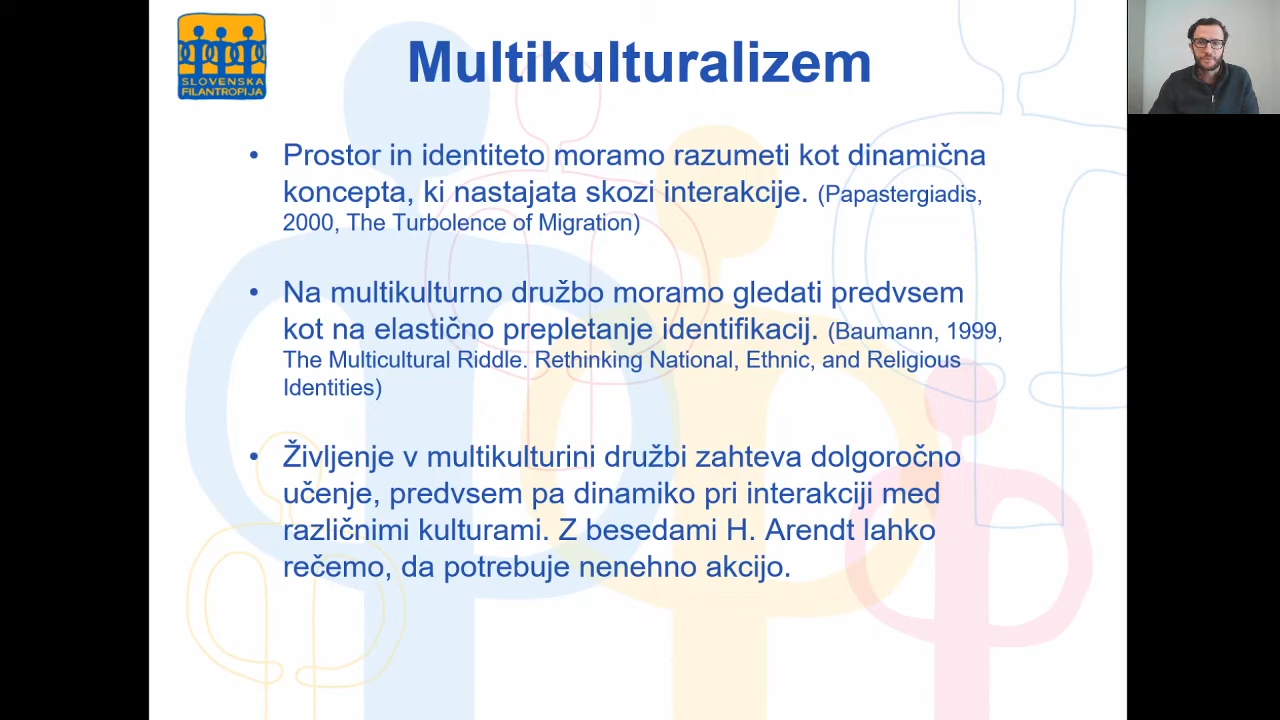 SLOVENSKA
FILANTROPIJA
Multikulturalizem
• Prostor in identiteto moramo razumeti kot dinamična
koncepta, ki nastajata skozi interakcije. (Papastergiadis,
2000, The Turbolence of Migration)
• Na multikulturno družbo moramo gledati predvsem
kot na elastično prepletanje identifikacij. (Baumann, 1999,
The Multicultural Riddle. Rethinking National, Ethnic, and Religious
Identities)
• Življenje v multikulturini družbi zahteva dolgoročno
učenje, predvsem pa dinamiko pri interakciji med
različnimi kulturami. Z besedami H. Arendt lahko
rečemo, da potrebuje nenehno akcijo.